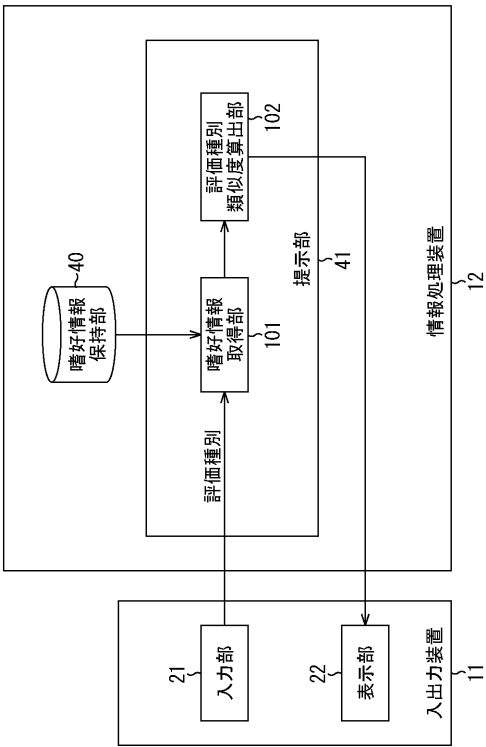 21
入力部
22
表示部
入出力装置
11
評価種別
40
嗜好情報
保持部
嗜好情報
取得部
101
評価種別
類似度算出部
102
提示部
41
情報処理装置
12